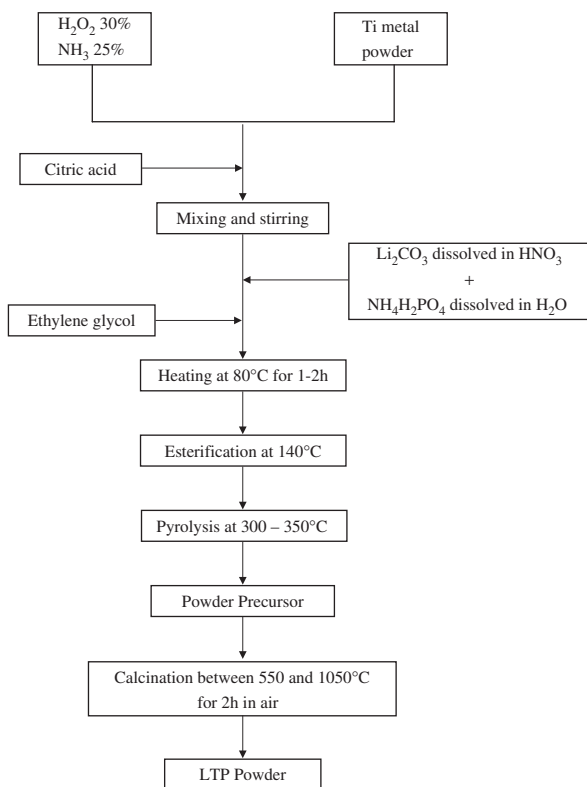 H₂O₂ 30%
NH₃ 25%
Ti metal
powder
Citric acid
Mixing and stirring
Li₂CO₃ dissolved in HNO₃
+
NH₄H₂PO₄ dissolved in H₂O
Ethylene glycol
Heating at 80°C for 1-2h
Esterification at 140°C
Pyrolysis at 300 – 350°C
Powder Precursor
Calcination between 550 and 1050°C
for 2h in air
LTP Powder